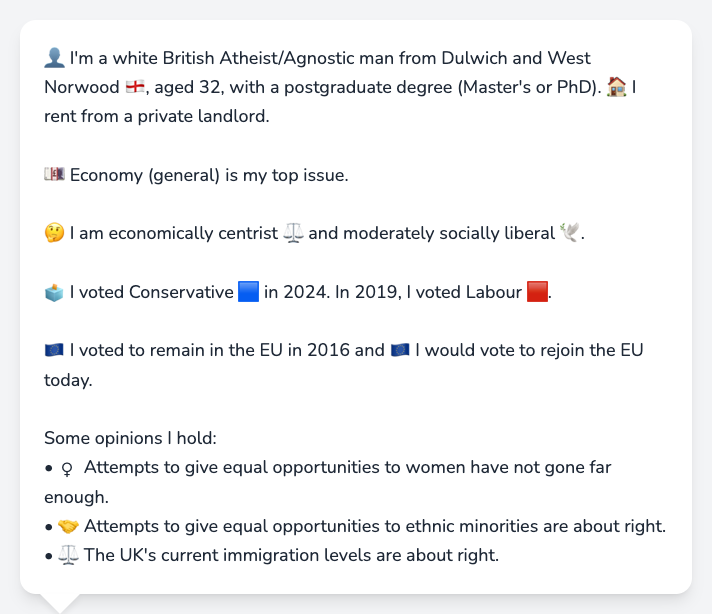 I'm a white British Atheist/Agnostic man from Dulwich and West
Norwood 🏴󠁧󠁢󠁥󠁮󠁧󠁿, aged 32, with a postgraduate degree (Master's or PhD). 🏠 I
rent from a private landlord.
💷 Economy (general) is my top issue.
🤔 I am economically centrist ⚖️ and moderately socially liberal 🕊️.
🗳️ I voted Conservative 🟦 in 2024. In 2019, I voted Labour 🟥.
🇪🇺 I voted to remain in the EU in 2016 and 🇪🇺 I would vote to rejoin the EU
today.
Some opinions I hold:
• ♀ Attempts to give equal opportunities to women have not gone far
enough.
• 🤝 Attempts to give equal opportunities to ethnic minorities are about right.
• ⚖️ The UK's current immigration levels are about right.